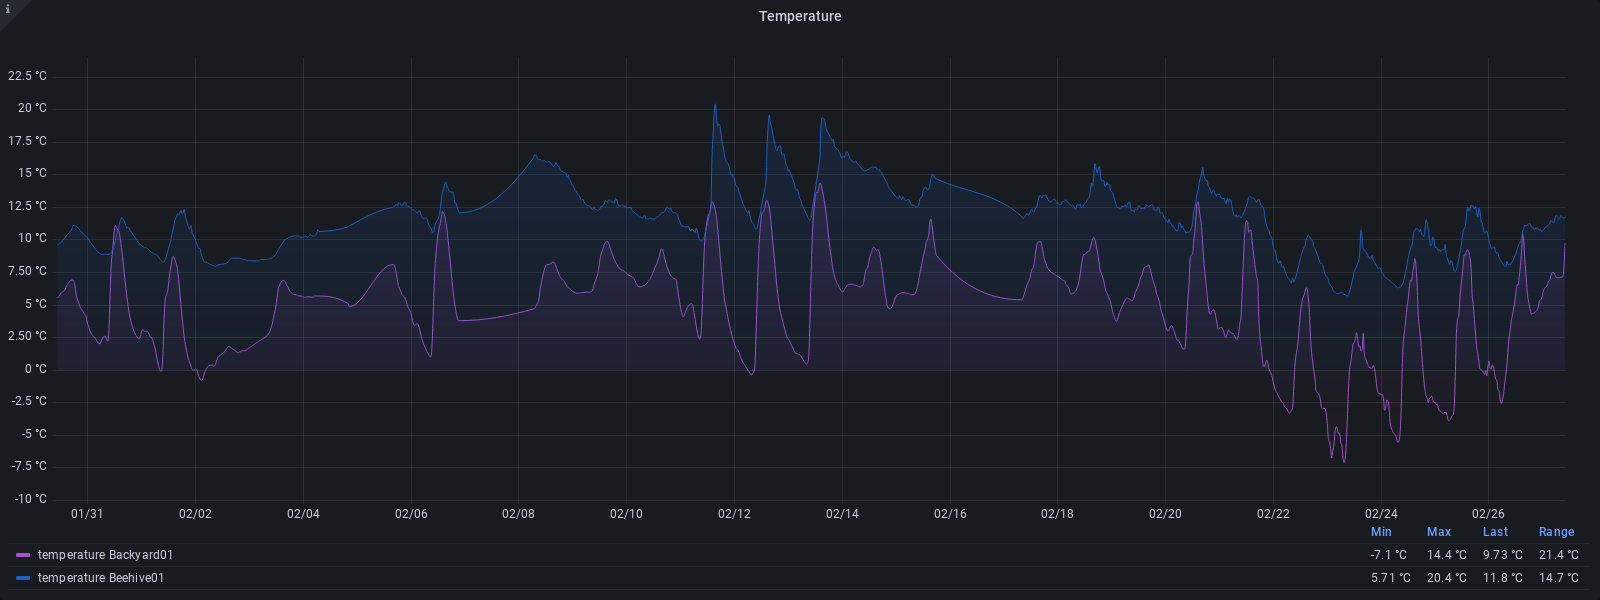 i
Temperature
22.5 °C
20 °C
17.5 °C
15 °C
12.5 °C
10 °C
7.50 °C
5 °C
2.50 °C
0 °C
-2.5 °C
-5 °C
-7.5 °C
-10 °C
01/31 02/02 02/04 02/06 02/08 02/10 02/12 02/14 02/16 02/18 02/20 02/22 02/24 02/26
Min Max Last Range
temperature Backyard01 -7.1 °C 14.4 °C 9.73 °C 21.4 °C
temperature Beehive01 5.71 °C 20.4 °C 11.8 °C 14.7 °C